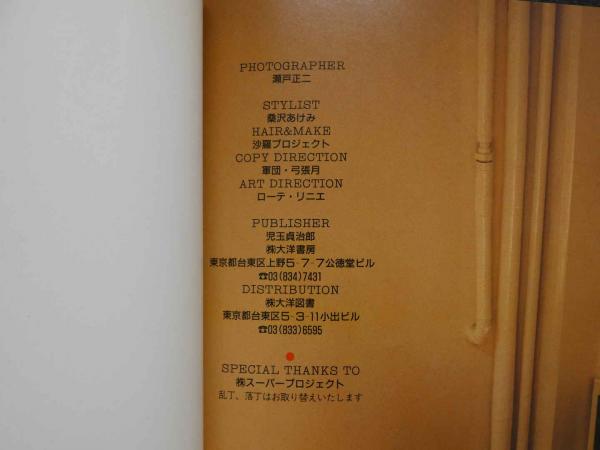 PHOTOGRAPHER
瀬戸正二
STYLIST
桑沢あけみ
HAIR&MAKE
沙羅プロジェクト
COPY DIRECTION
軍団・弓張月
ART DIRECTION
ローテ・リニエ
PUBLISHER
児玉貞治郎
㈱大洋書房
東京都台東区上野5-7-7公徳堂ビル
☎03(834)7431
DISTRIBUTION
㈱大洋図書
東京都台東区5-3-11小出ビル
☎03(833)6595
SPECIAL THANKS TO
㈱スーパープロジェクト
乱丁、落丁はお取り替えいたします